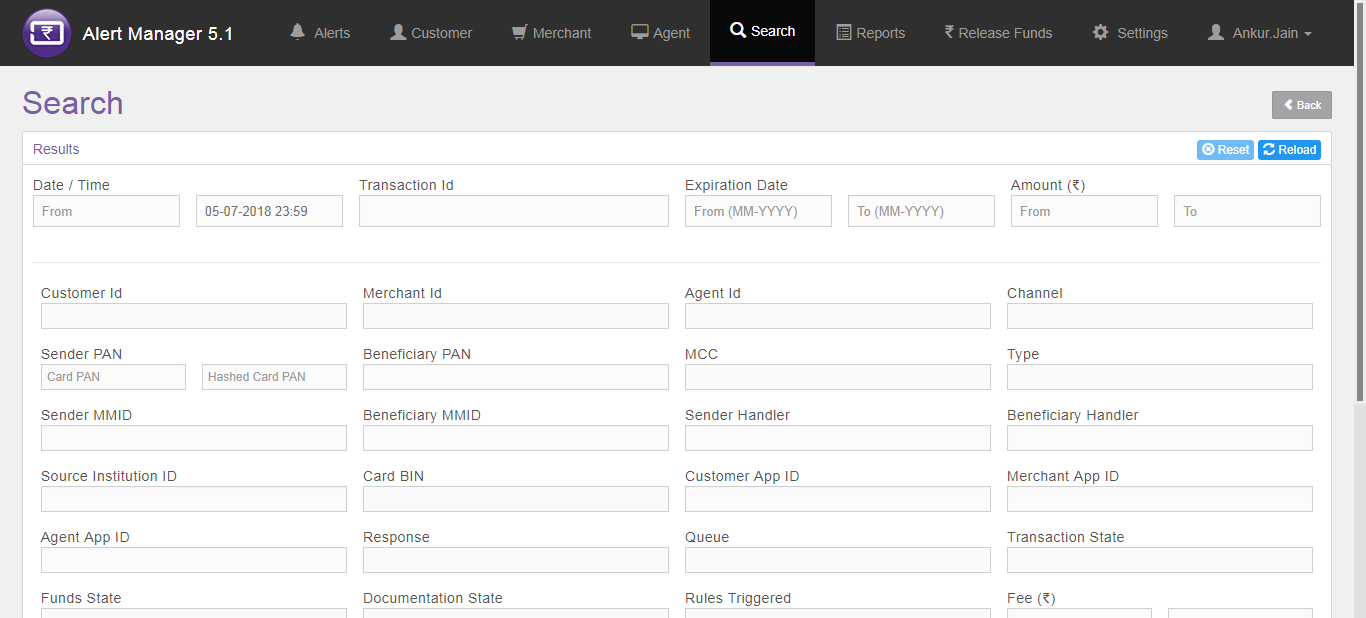 Alert Manager 5.1 Alerts Customer Merchant Agent Search Reports ₹ Release Funds Settings Ankur.Jain
Search
Back
Results Reset Reload
Date / Time Transaction Id Expiration Date Amount (₹)
From 05-07-2018 23:59 From (MM-YYYY) To (MM-YYYY) From To
Customer Id Merchant Id Agent Id Channel
Sender PAN Beneficiary PAN MCC Type
Card PAN Hashed Card PAN
Sender MMID Beneficiary MMID Sender Handler Beneficiary Handler
Source Institution ID Card BIN Customer App ID Merchant App ID
Agent App ID Response Queue Transaction State
Funds State Documentation State Rules Triggered Fee (₹)